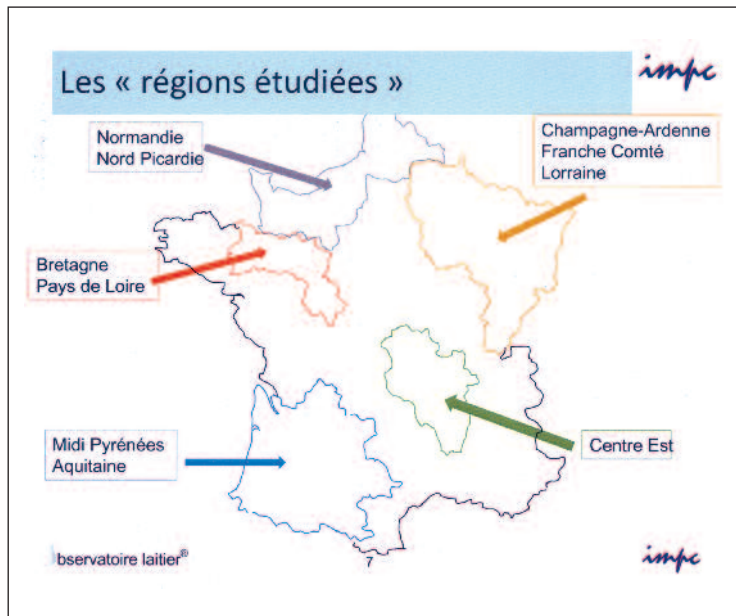 Les « régions étudiées »
impc
Normandie
Nord Picardie
Champagne-Ardenne
Franche Comté
Lorraine
Bretagne
Pays de Loire
Midi Pyrénées
Aquitaine
Centre Est
bservatoire laitier®
7
impc